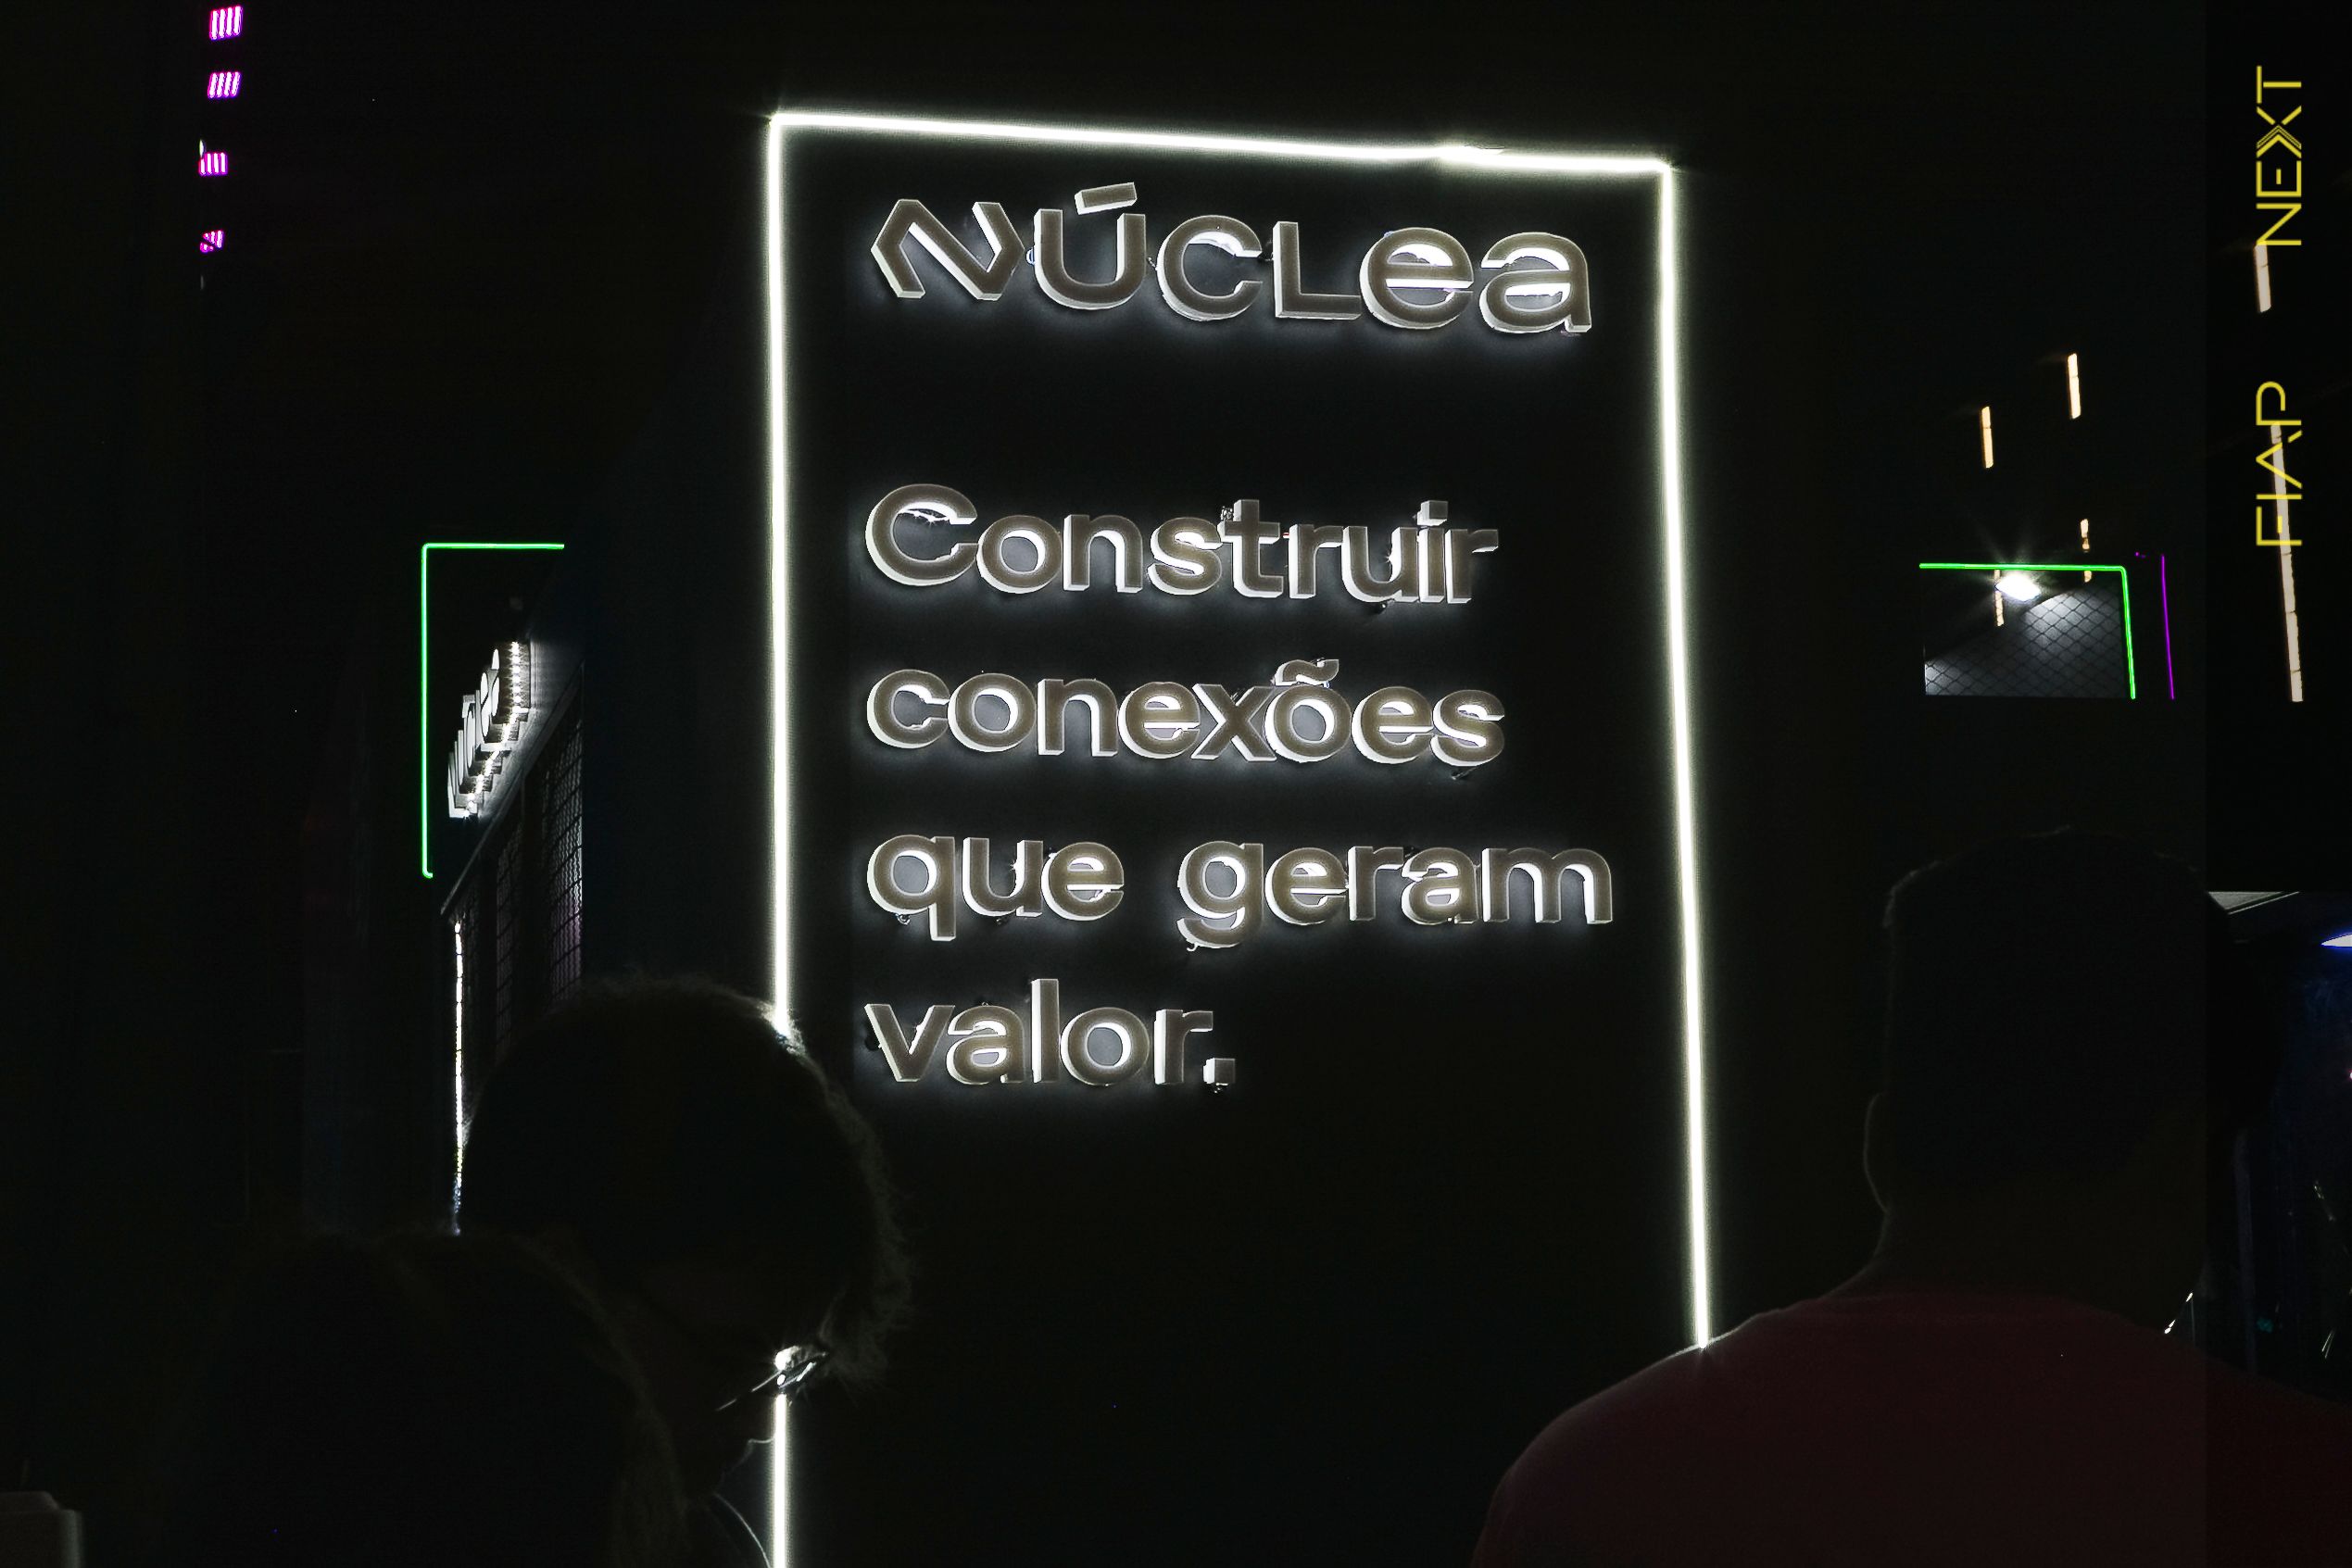 Núclea
Construir
conexões
que geram
valor.
FIAP NEXT